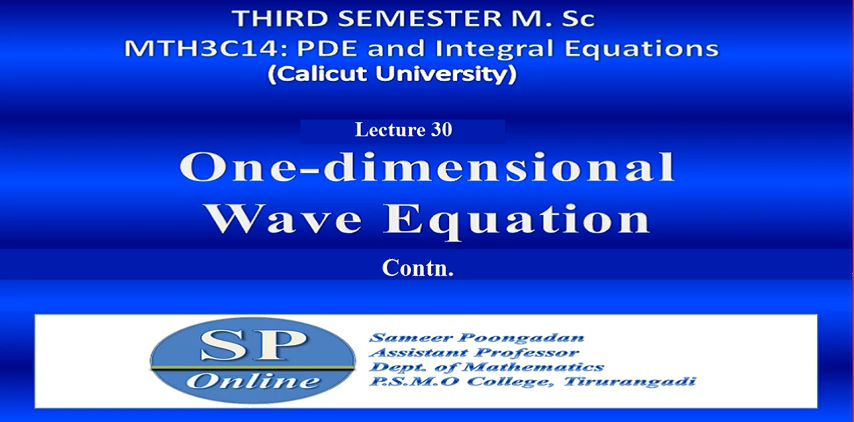 THIRD SEMESTER M. Sc
MTH3C14: PDE and Integral Equations
(Calicut University)
Lecture 30
One-dimensional
Wave Equation
Contn.
SP
Online
Sameer Poongadan
Assistant Professor
Dept. of Mathematics
P.S.M.O College, Tirurangadi